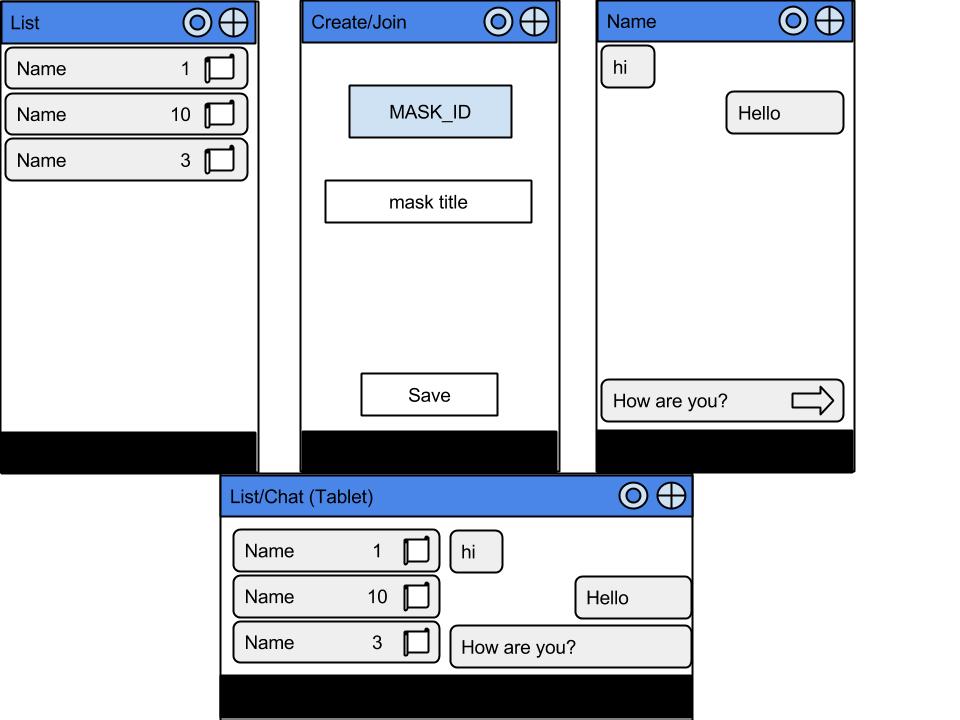 List
Name 1
Name 10
Name 3
Create/Join
MASK_ID
mask title
Save
Name
hi
Hello
How are you?
List/Chat (Tablet)
Name 1
Name 10
Name 3
hi
Hello
How are you?